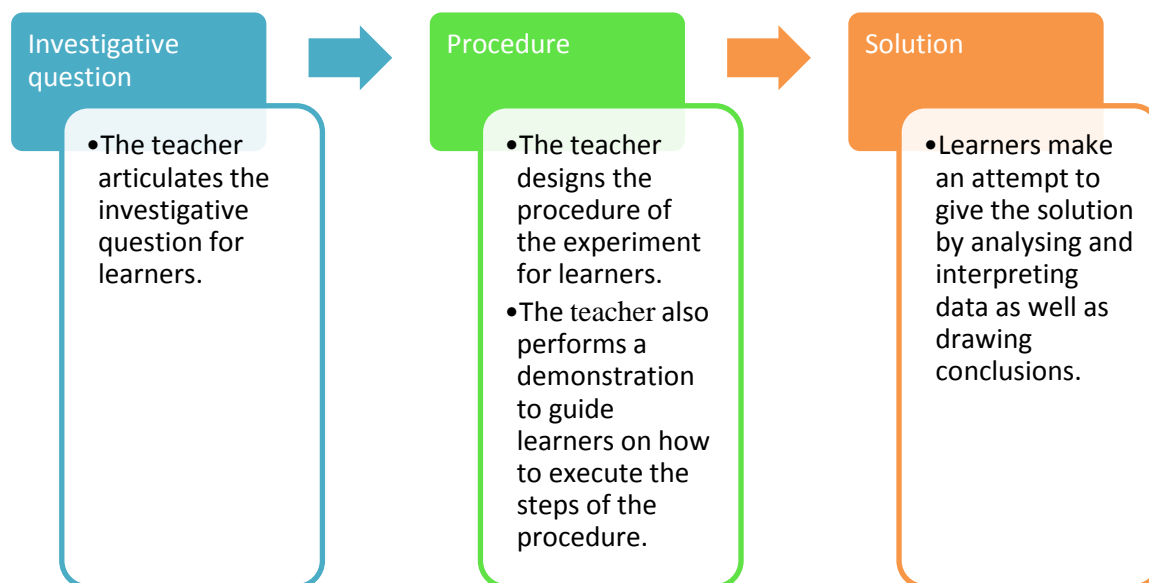 Investigative
question
•The teacher
articulates the
investigative
question for
learners.
Procedure
•The teacher
designs the
procedure of
the experiment
for learners.
•The teacher also
performs a
demonstration
to guide
learners on how
to execute the
steps of the
procedure.
Solution
•Learners make
an attempt to
give the solution
by analysing and
interpreting
data as well as
drawing
conclusions.